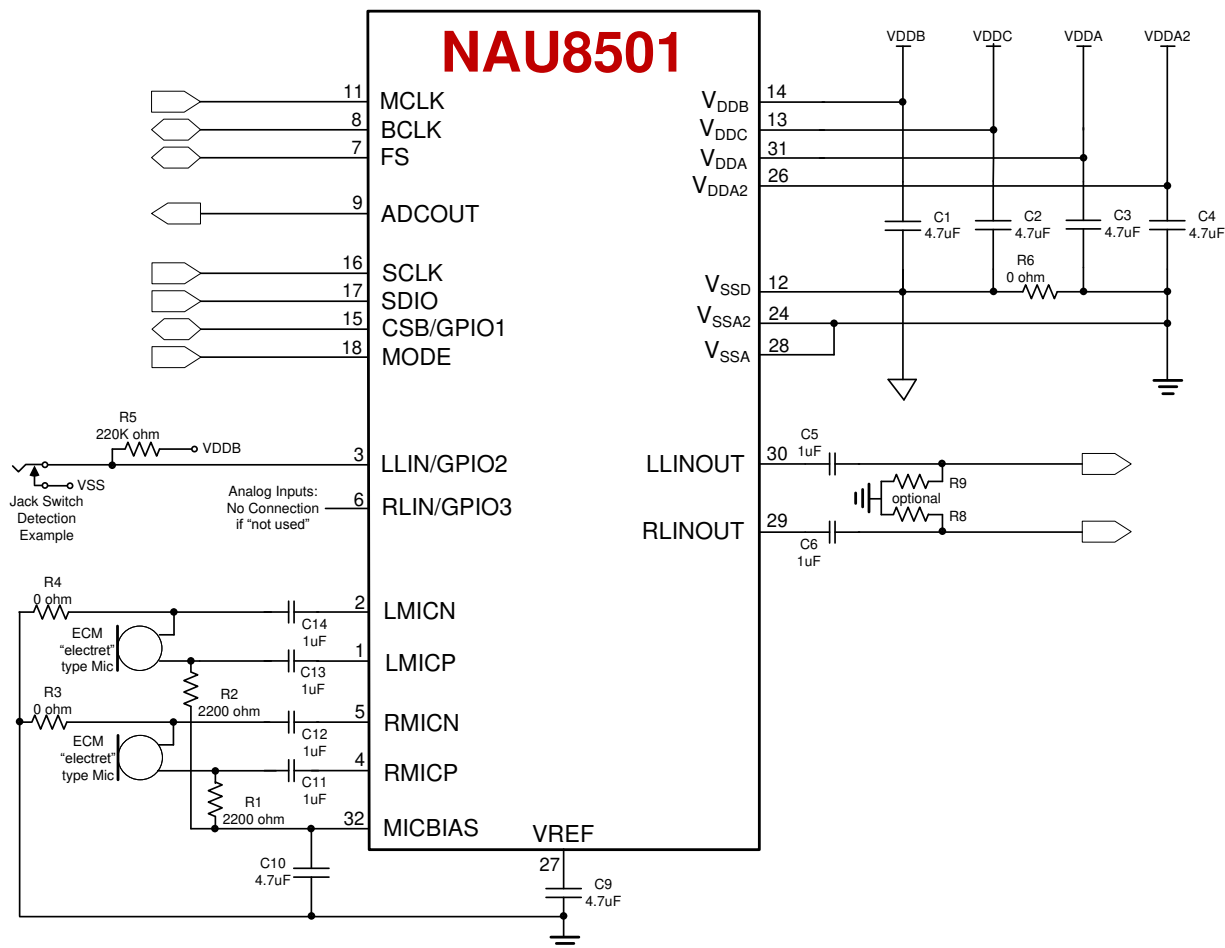 NAU8501
VDDB
VDDC
VDDA
VDDA2
11
MCLK
8
BCLK
7
FS
9
ADCOUT
16
SCLK
17
SDIO
15
CSB/GPIO1
18
MODE
14
VDDB
13
VDDC
31
VDDA
26
VDDA2
C1
4.7uF
C2
4.7uF
C3
4.7uF
C4
4.7uF
R6
0 ohm
12
VSSD
24
VSSA2
28
VSSA
R5
220K ohm
VDDB
VSS
Jack Switch
Detection
Example
3
LLIN/GPIO2
Analog Inputs:
No Connection
if “not used”
6
RLIN/GPIO3
LLINOUT
30
C5
1uF
R9
optional
R8
RLINOUT
29
C6
1uF
R4
0 ohm
ECM
“electret”
type Mic
C14
1uF
2
LMICN
C13
1uF
1
LMICP
R3
0 ohm
R2
2200 ohm
ECM
“electret”
type Mic
C12
1uF
5
RMICN
C11
1uF
4
RMICP
R1
2200 ohm
32
MICBIAS
VREF
27
C10
4.7uF
C9
4.7uF